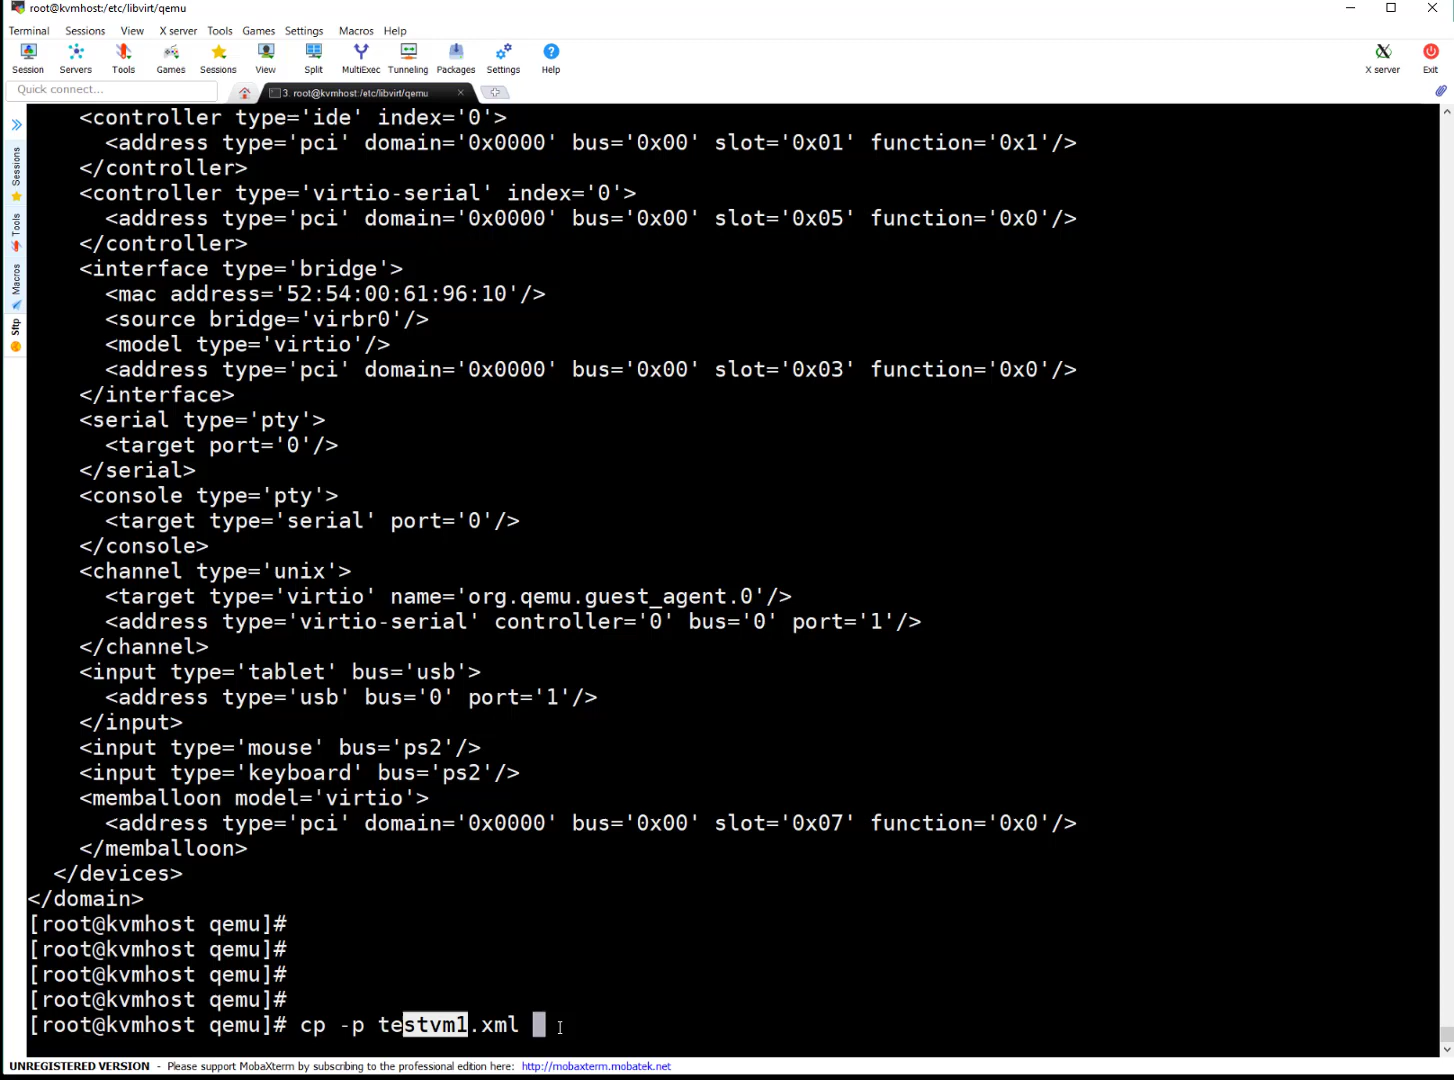 root@kvmhost:/etc/libvirt/qemu
Terminal Sessions View X server Tools Games Settings Macros Help
Session Servers Tools Games Sessions View Split MultiExec Tunneling Packages Settings Help X server Exit
Quick connect... 3. root@kvmhost:/etc/libvirt/qemu
Sessions
Tools
Macros
Sftp
    <controller type='ide' index='0'>
      <address type='pci' domain='0x0000' bus='0x00' slot='0x01' function='0x1'/>
    </controller>
    <controller type='virtio-serial' index='0'>
      <address type='pci' domain='0x0000' bus='0x00' slot='0x05' function='0x0'/>
    </controller>
    <interface type='bridge'>
      <mac address='52:54:00:61:96:10'/>
      <source bridge='virbr0'/>
      <model type='virtio'/>
      <address type='pci' domain='0x0000' bus='0x00' slot='0x03' function='0x0'/>
    </interface>
    <serial type='pty'>
      <target port='0'/>
    </serial>
    <console type='pty'>
      <target type='serial' port='0'/>
    </console>
    <channel type='unix'>
      <target type='virtio' name='org.qemu.guest_agent.0'/>
      <address type='virtio-serial' controller='0' bus='0' port='1'/>
    </channel>
    <input type='tablet' bus='usb'>
      <address type='usb' bus='0' port='1'/>
    </input>
    <input type='mouse' bus='ps2'/>
    <input type='keyboard' bus='ps2'/>
    <memballoon model='virtio'>
      <address type='pci' domain='0x0000' bus='0x00' slot='0x07' function='0x0'/>
    </memballoon>
  </devices>
</domain>
[root@kvmhost qemu]#
[root@kvmhost qemu]#
[root@kvmhost qemu]#
[root@kvmhost qemu]#
[root@kvmhost qemu]# cp -p testvm1.xml
UNREGISTERED VERSION - Please support MobaXterm by subscribing to the professional edition here: http://mobaxterm.mobatek.net